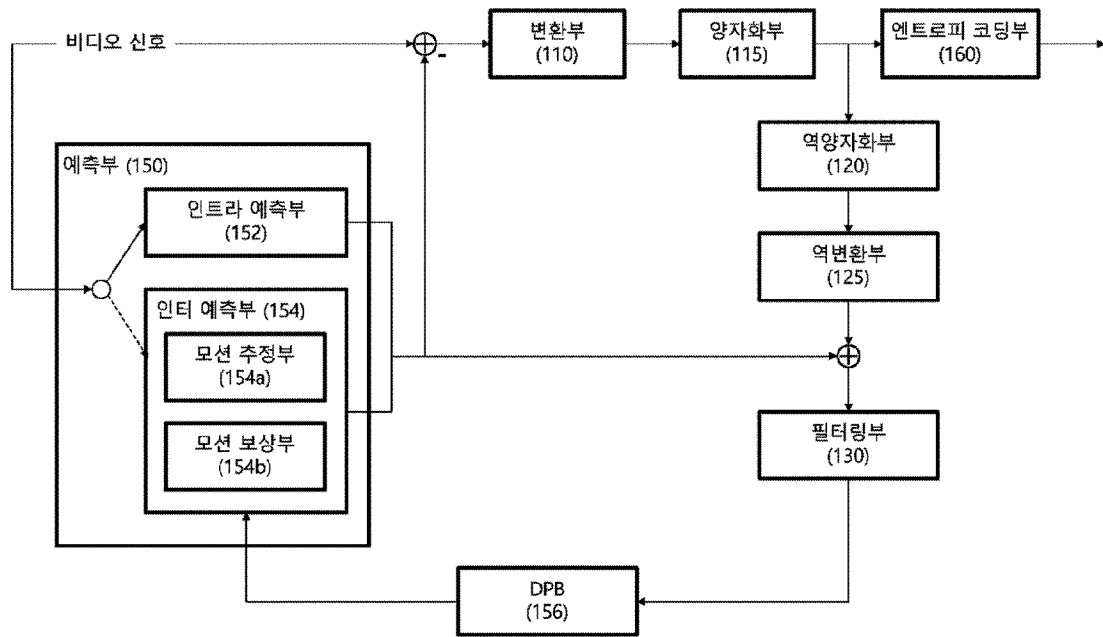 비디오 신호
변환부
(110)
양자화부
(115)
엔트로피 코딩부
(160)
-
역양자화부
(120)
예측부 (150)
인트라 예측부
(152)
역변환부
(125)
인터 예측부 (154)
모션 추정부
(154a)
모션 보상부
(154b)
필터링부
(130)
DPB
(156)